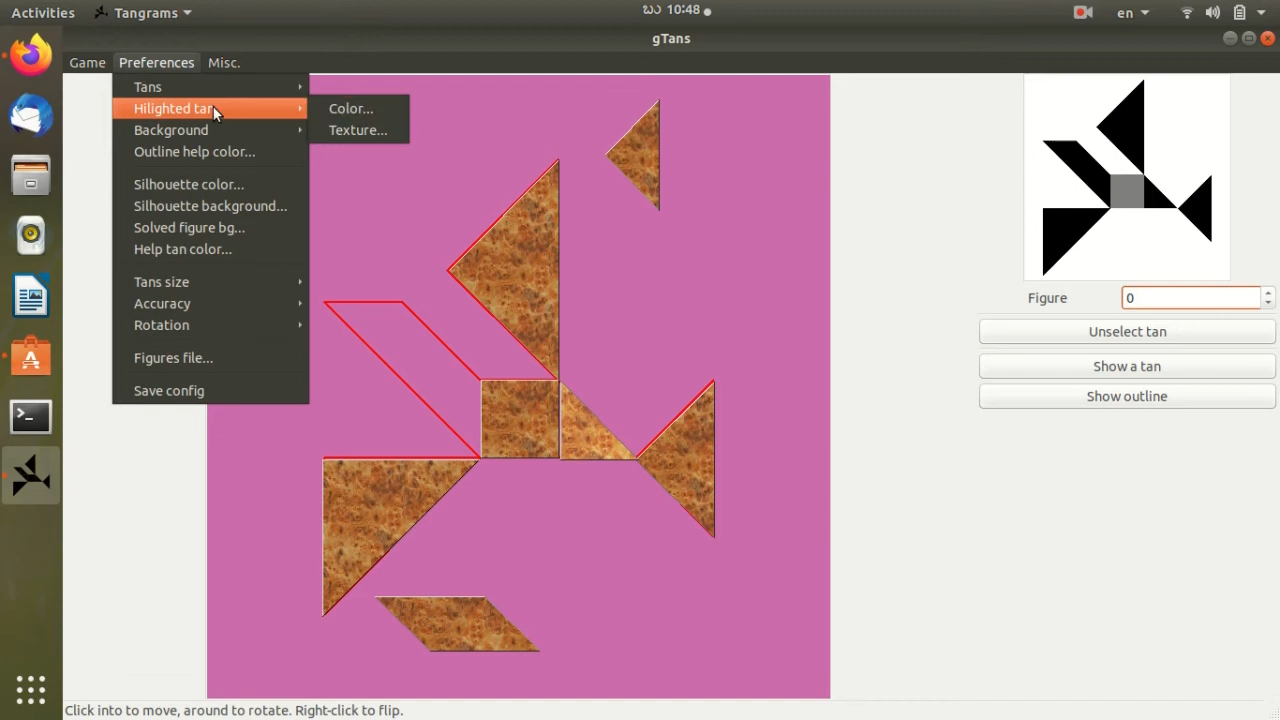 Activities Tangrams වා 10:48 en
gTans
Game Preferences Misc.
Tans
Hilighted tan
Color...
Background
Texture...
Outline help color...
Silhouette color...
Silhouette background...
Solved figure bg...
Help tan color...
Tans size
Accuracy
Rotation
Figures file...
Save config
Figure 0
Unselect tan
Show a tan
Show outline
Click into to move, around to rotate. Right-click to flip.